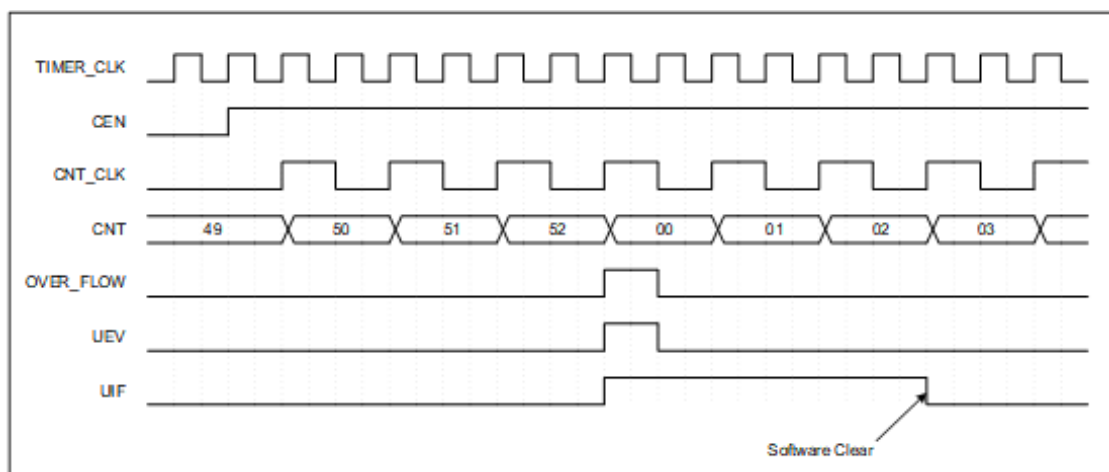 TIMER_CLK
CEN
CNT_CLK
CNT 49 50 51 52 00 01 02 03
OVER_FLOW
UEV
UIF
Software Clear